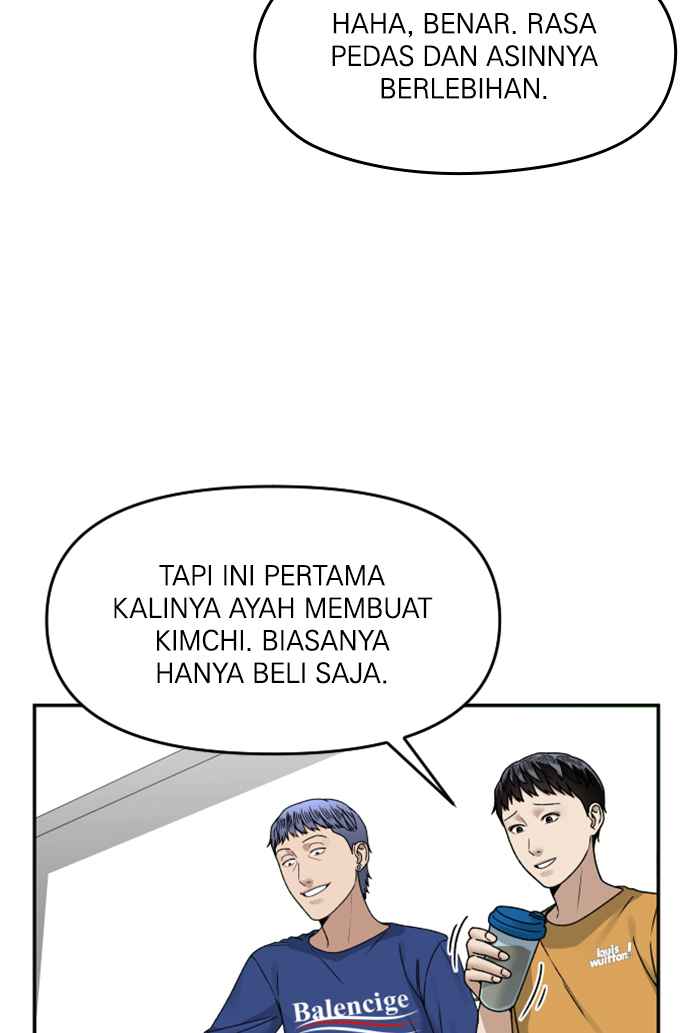 HAHA, BENAR. RASA
PEDAS DAN ASINNYA
BERLEBIHAN.
TAPI INI PERTAMA
KALINYA AYAH MEMBUAT
KIMCHI. BIASANYA
HANYA BELI SAJA.
louis
wuitton!
Balencige